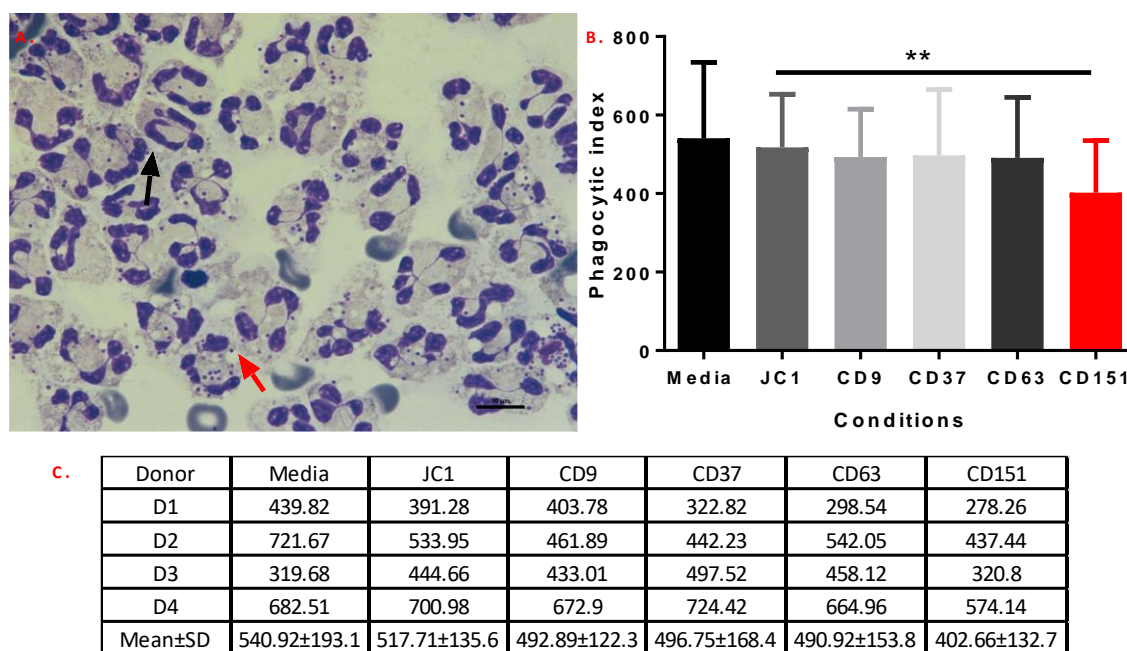 A.
B.
800
600
400
200
0
**
Phagocytic index
Media JC1 CD9 CD37 CD63 CD151
Conditions
C.
Donor Media JC1 CD9 CD37 CD63 CD151
D1 439.82 391.28 403.78 322.82 298.54 278.26
D2 721.67 533.95 461.89 442.23 542.05 437.44
D3 319.68 444.66 433.01 497.52 458.12 320.8
D4 682.51 700.98 672.9 724.42 664.96 574.14
Mean±SD 540.92±193.1 517.71±135.6 492.89±122.3 496.75±168.4 490.92±153.8 402.66±132.7